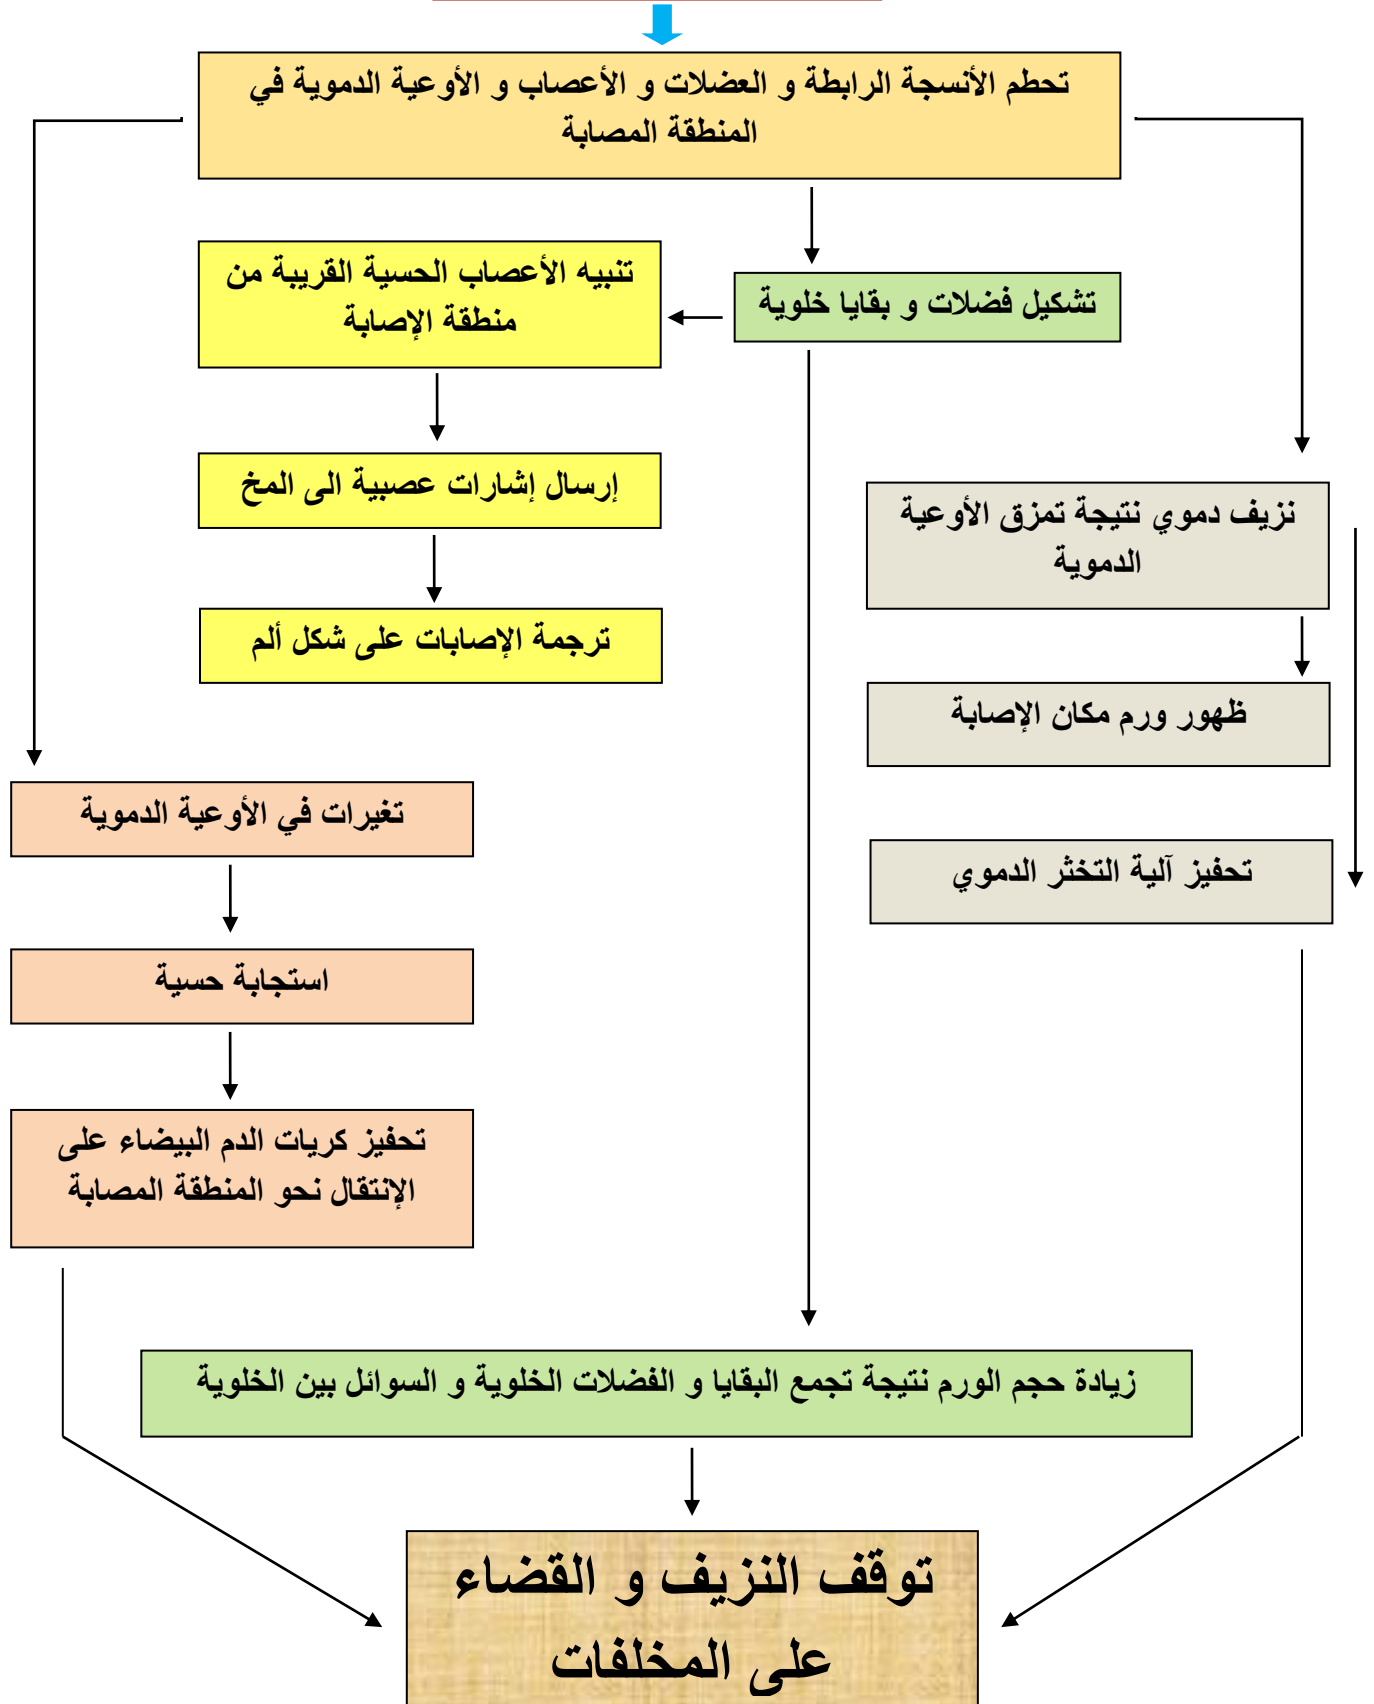 تحطم الأنسجة الرابطة و العضلات و الأعصاب و الأوعية الدموية في
المنطقة المصابة
تنبيه الأعصاب الحسية القريبة من
منطقة الإصابة
تشكيل فضلات و بقايا خلوية
إرسال إشارات عصبية الى المخ
نزيف دموي نتيجة تمزق الأوعية
الدموية
ترجمة الإصابات على شكل ألم
ظهور ورم مكان الإصابة
تغيرات في الأوعية الدموية
تحفيز آلية التخثر الدموي
استجابة حسية
تحفيز كريات الدم البيضاء على
الإنتقال نحو المنطقة المصابة
زيادة حجم الورم نتيجة تجمع البقايا و الفضلات الخلوية و السوائل بين الخلوية
توقف النزيف و القضاء
على المخلفات